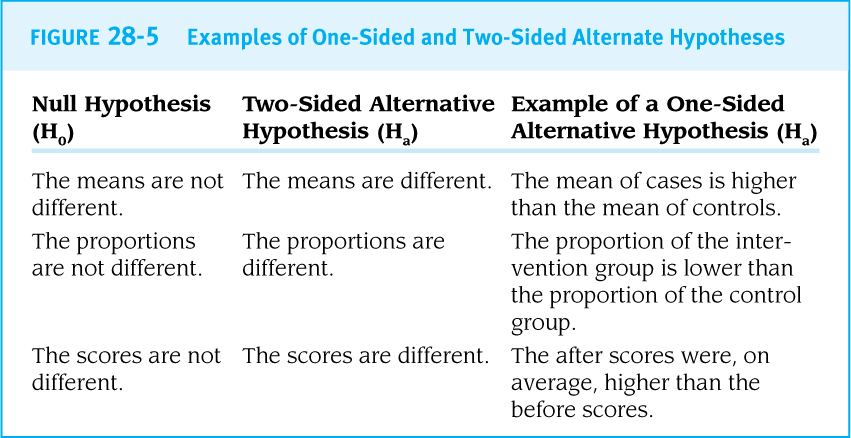 FIGURE 28-5 Examples of One-Sided and Two-Sided Alternate Hypotheses
Null Hypothesis Two-Sided Alternative Example of a One-Sided
(H0) Hypothesis (Ha) Alternative Hypothesis (Ha)
The means are not The means are different. The mean of cases is higher
different. than the mean of controls.
The proportions The proportions are The proportion of the inter-
are not different. different. vention group is lower than
the proportion of the control
group.
The scores are not The scores are different. The after scores were, on
different. average, higher than the
before scores.